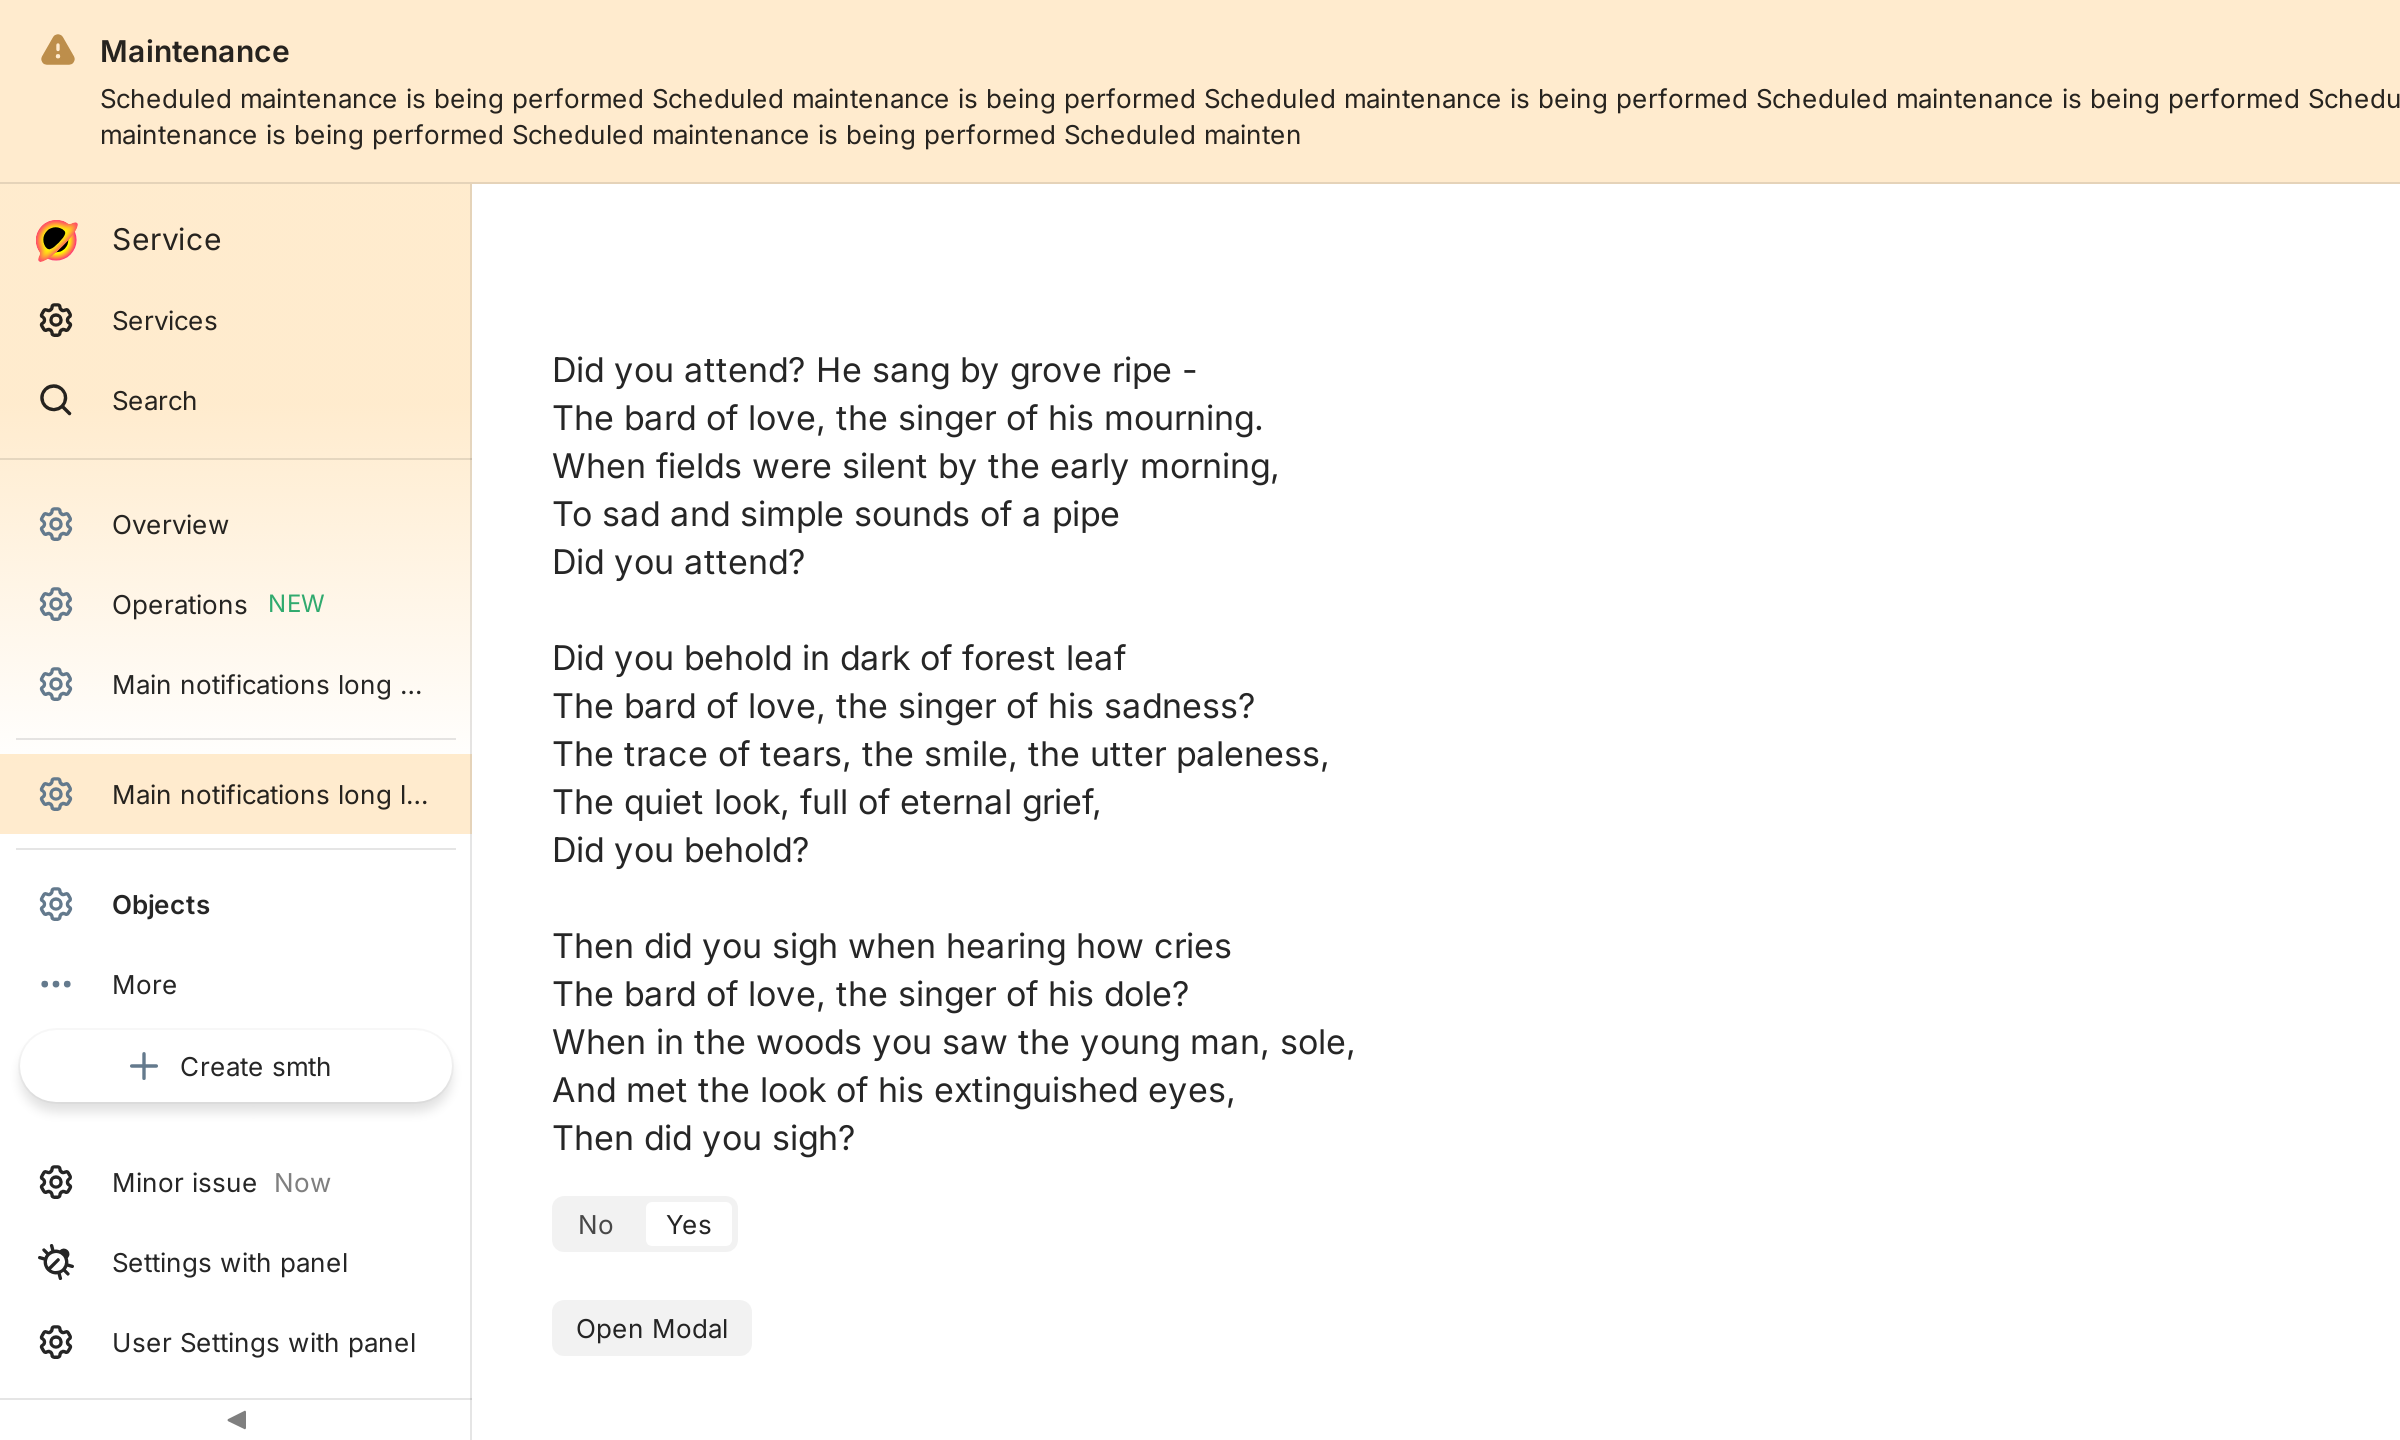 Maintenance
Scheduled maintenance is being performed Scheduled maintenance is being performed Scheduled maintenance is being performed Scheduled maintenance is being performed Schedu
maintenance is being performed Scheduled maintenance is being performed Scheduled mainten
Service
Services
Search
Overview
Operations NEW
Main notifications long ...
Main notifications long l...
Objects
More
Create smth
Minor issue Now
Settings with panel
User Settings with panel
Did you attend? He sang by grove ripe -
The bard of love, the singer of his mourning.
When fields were silent by the early morning,
To sad and simple sounds of a pipe
Did you attend?
Did you behold in dark of forest leaf
The bard of love, the singer of his sadness?
The trace of tears, the smile, the utter paleness,
The quiet look, full of eternal grief,
Did you behold?
Then did you sigh when hearing how cries
The bard of love, the singer of his dole?
When in the woods you saw the young man, sole,
And met the look of his extinguished eyes,
Then did you sigh?
No Yes
Open Modal